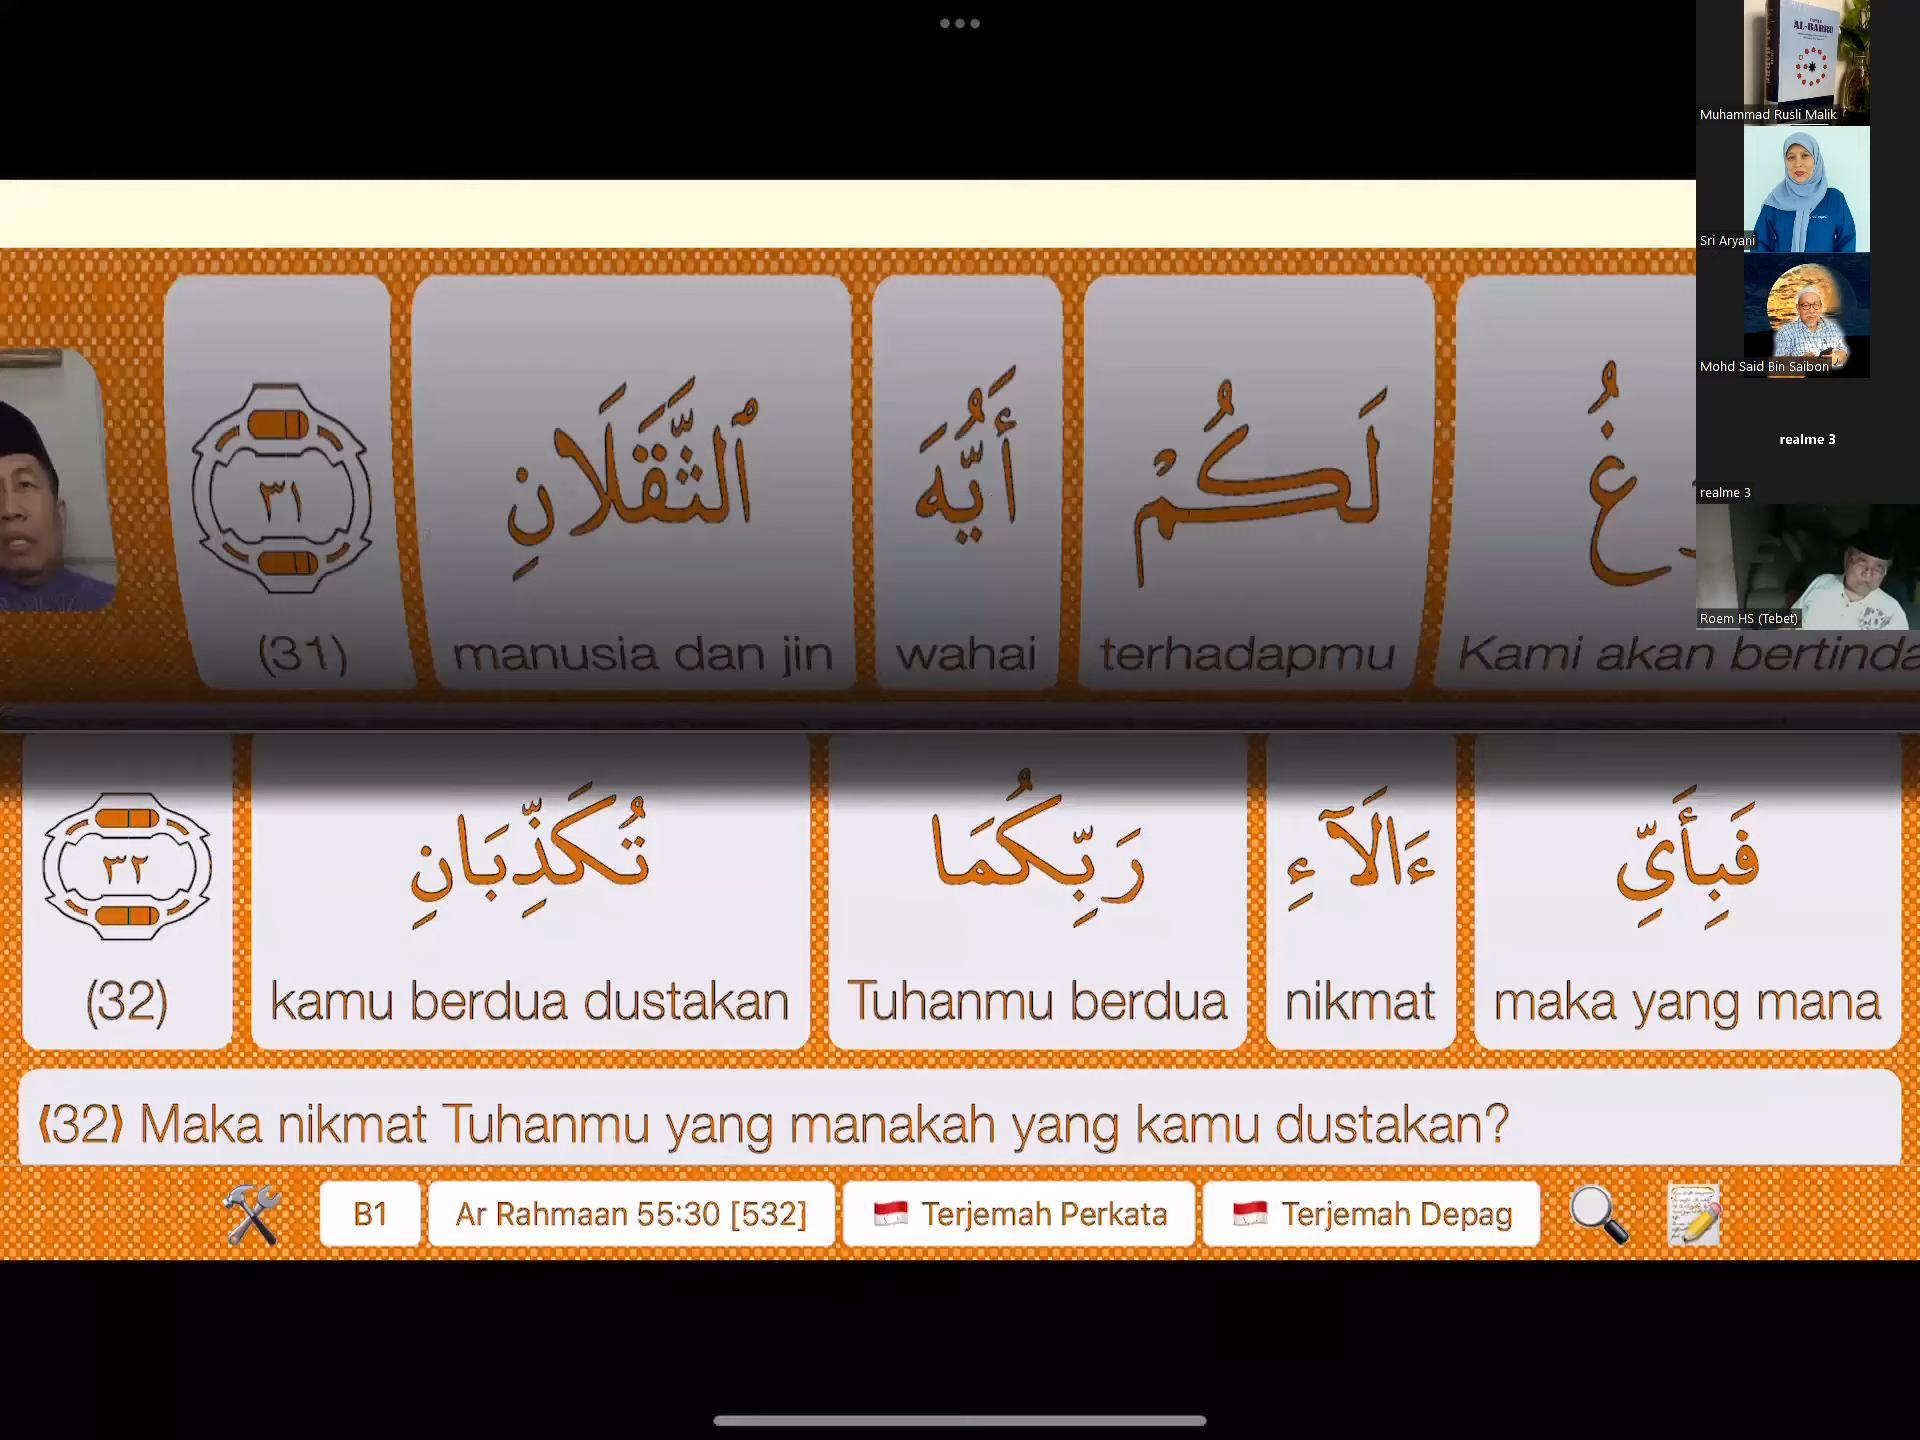 AL-BARRU
Muhammad Rusli Malik
Sri Aryani
Mohd Said Bin Saibon
realme 3
realme 3
Roem HS (Tebet)
لَكُمْ أَيُّهَ ٱلثَّقَلَانِ ٣١
Kami akan bertinda terhadapmu wahai manusia dan jin (31)
فَبِأَيِّ ءَالَآءِ رَبِّكُمَا تُكَذِّبَانِ ٣٢
maka yang mana nikmat Tuhanmu berdua kamu berdua dustakan (32)
⟨32⟩ Maka nikmat Tuhanmu yang manakah yang kamu dustakan?
B1 Ar Rahmaan 55:30 [532] Terjemah Perkata Terjemah Depag